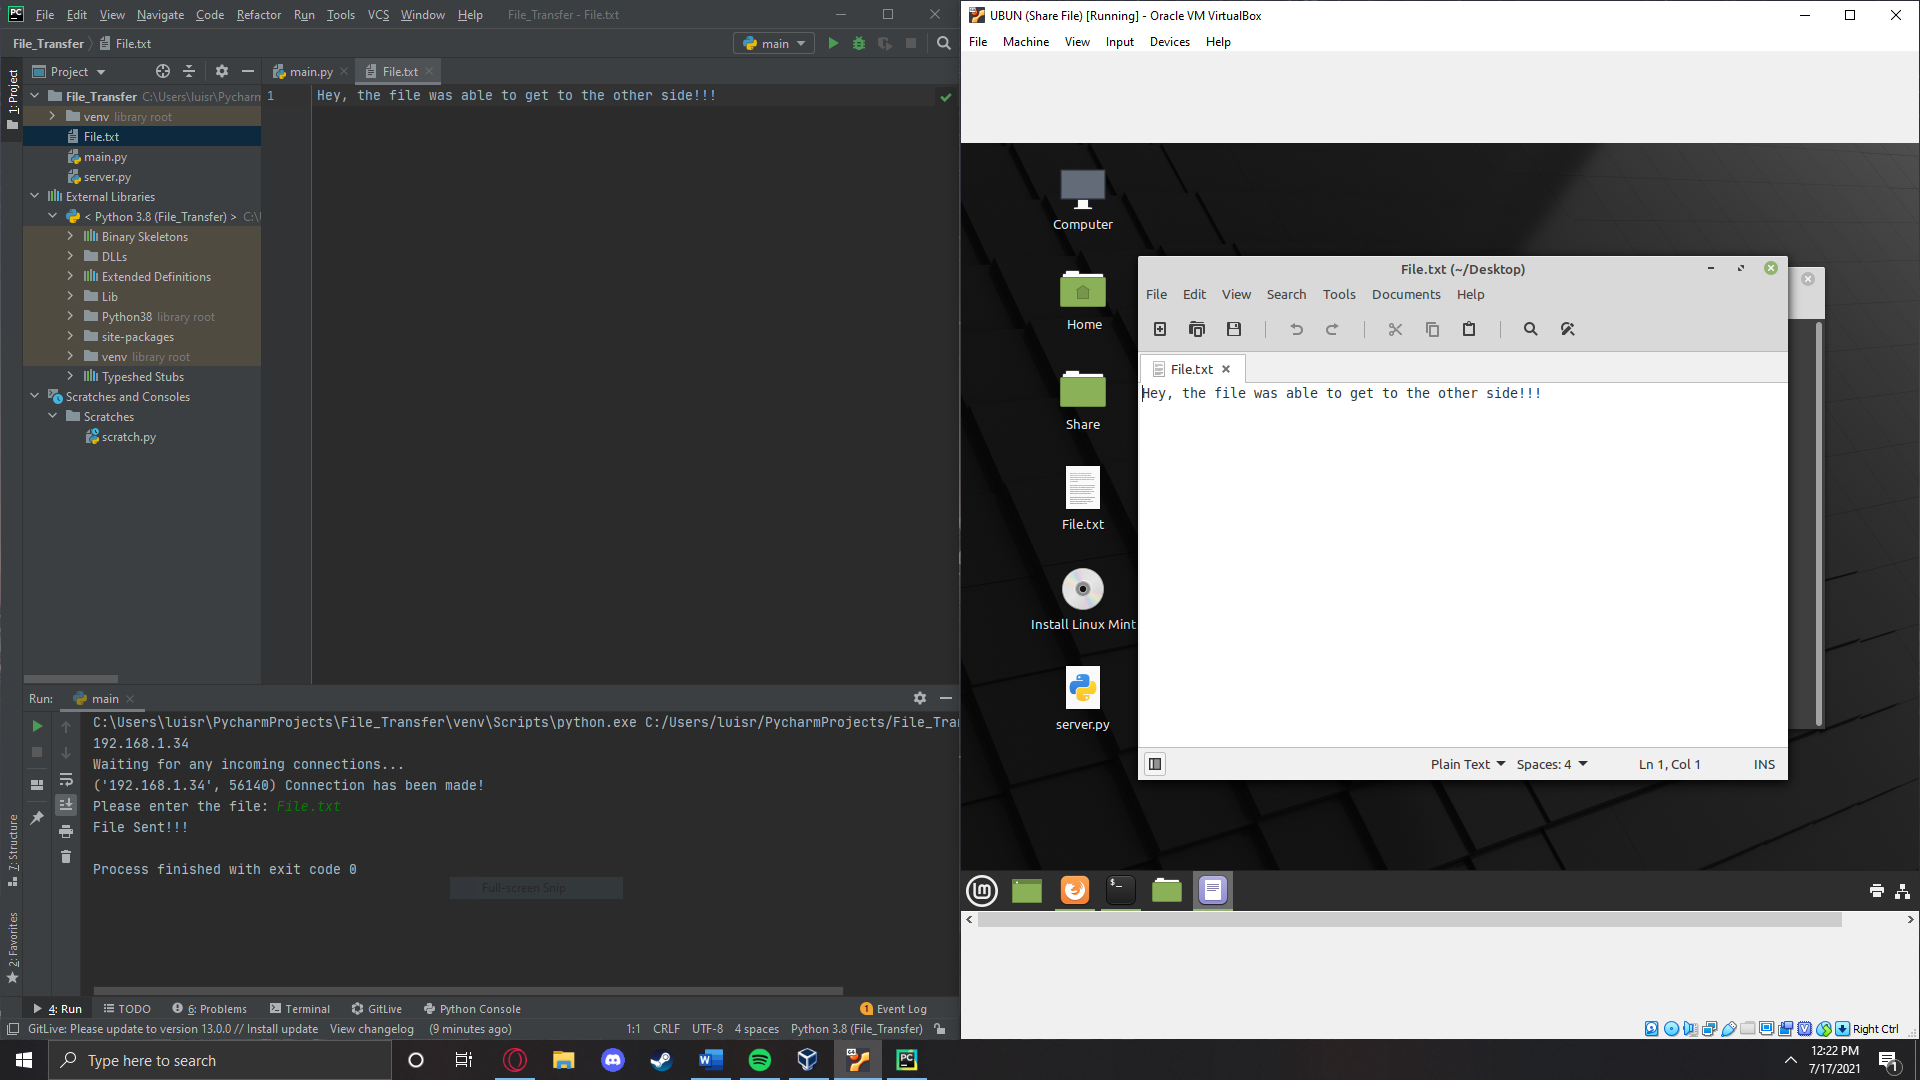 File Edit View Navigate Code Refactor Run Tools VCS Window Help File_Transfer - File.txt
File_Transfer File.txt main
Project main.py File.txt
1: Project
File_Transfer C:\Users\luisr\Pycharm
venv library root
File.txt
main.py
server.py
External Libraries
< Python 3.8 (File_Transfer) > C:\
Binary Skeletons
DLLs
Extended Definitions
Lib
Python38 library root
site-packages
venv library root
Typeshed Stubs
Scratches and Consoles
Scratches
scratch.py
1 Hey, the file was able to get to the other side!!!
Run: main
C:\Users\luisr\PycharmProjects\File_Transfer\venv\Scripts\python.exe C:/Users/luisr/PycharmProjects/File_Tra
192.168.1.34
Waiting for any incoming connections...
('192.168.1.34', 56140) Connection has been made!
Please enter the file: File.txt
File Sent!!!
Process finished with exit code 0
Full-screen Snip
7: Structure
2: Favorites
4: Run TODO 6: Problems Terminal GitLive Python Console 1 Event Log
GitLive: Please update to version 13.0.0 // Install update View changelog (9 minutes ago) 1:1 CRLF UTF-8 4 spaces Python 3.8 (File_Transfer)
UBUN (Share File) [Running] - Oracle VM VirtualBox
File Machine View Input Devices Help
Computer
Home
Share
File.txt
Install Linux Mint
server.py
File.txt (~/Desktop)
File Edit View Search Tools Documents Help
File.txt
Hey, the file was able to get to the other side!!!
Plain Text Spaces: 4 Ln 1, Col 1 INS
Right Ctrl
Type here to search
12:22 PM
7/17/2021
1